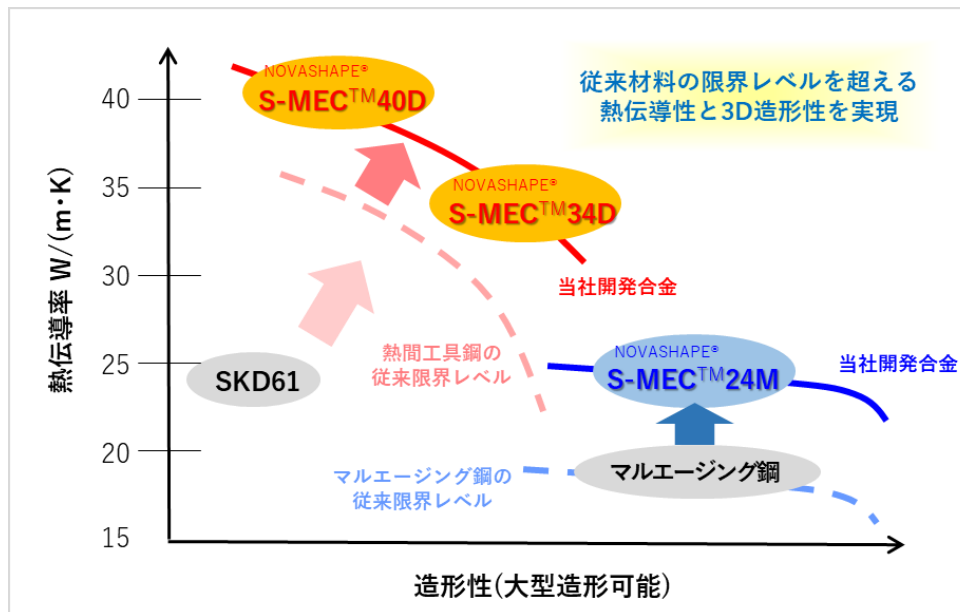 従来材料の限界レベルを超える
熱伝導性と3D造形性を実現
NOVASHAPE®
S-MEC™40D
NOVASHAPE®
S-MEC™34D
当社開発合金
熱間工具鋼の
従来限界レベル
SKD61
NOVASHAPE®
S-MEC™24M
当社開発合金
マルエージング鋼
マルエージング鋼の
従来限界レベル
熱伝導率 W/(m・K)
40
35
30
25
20
15
造形性(大型造形可能)